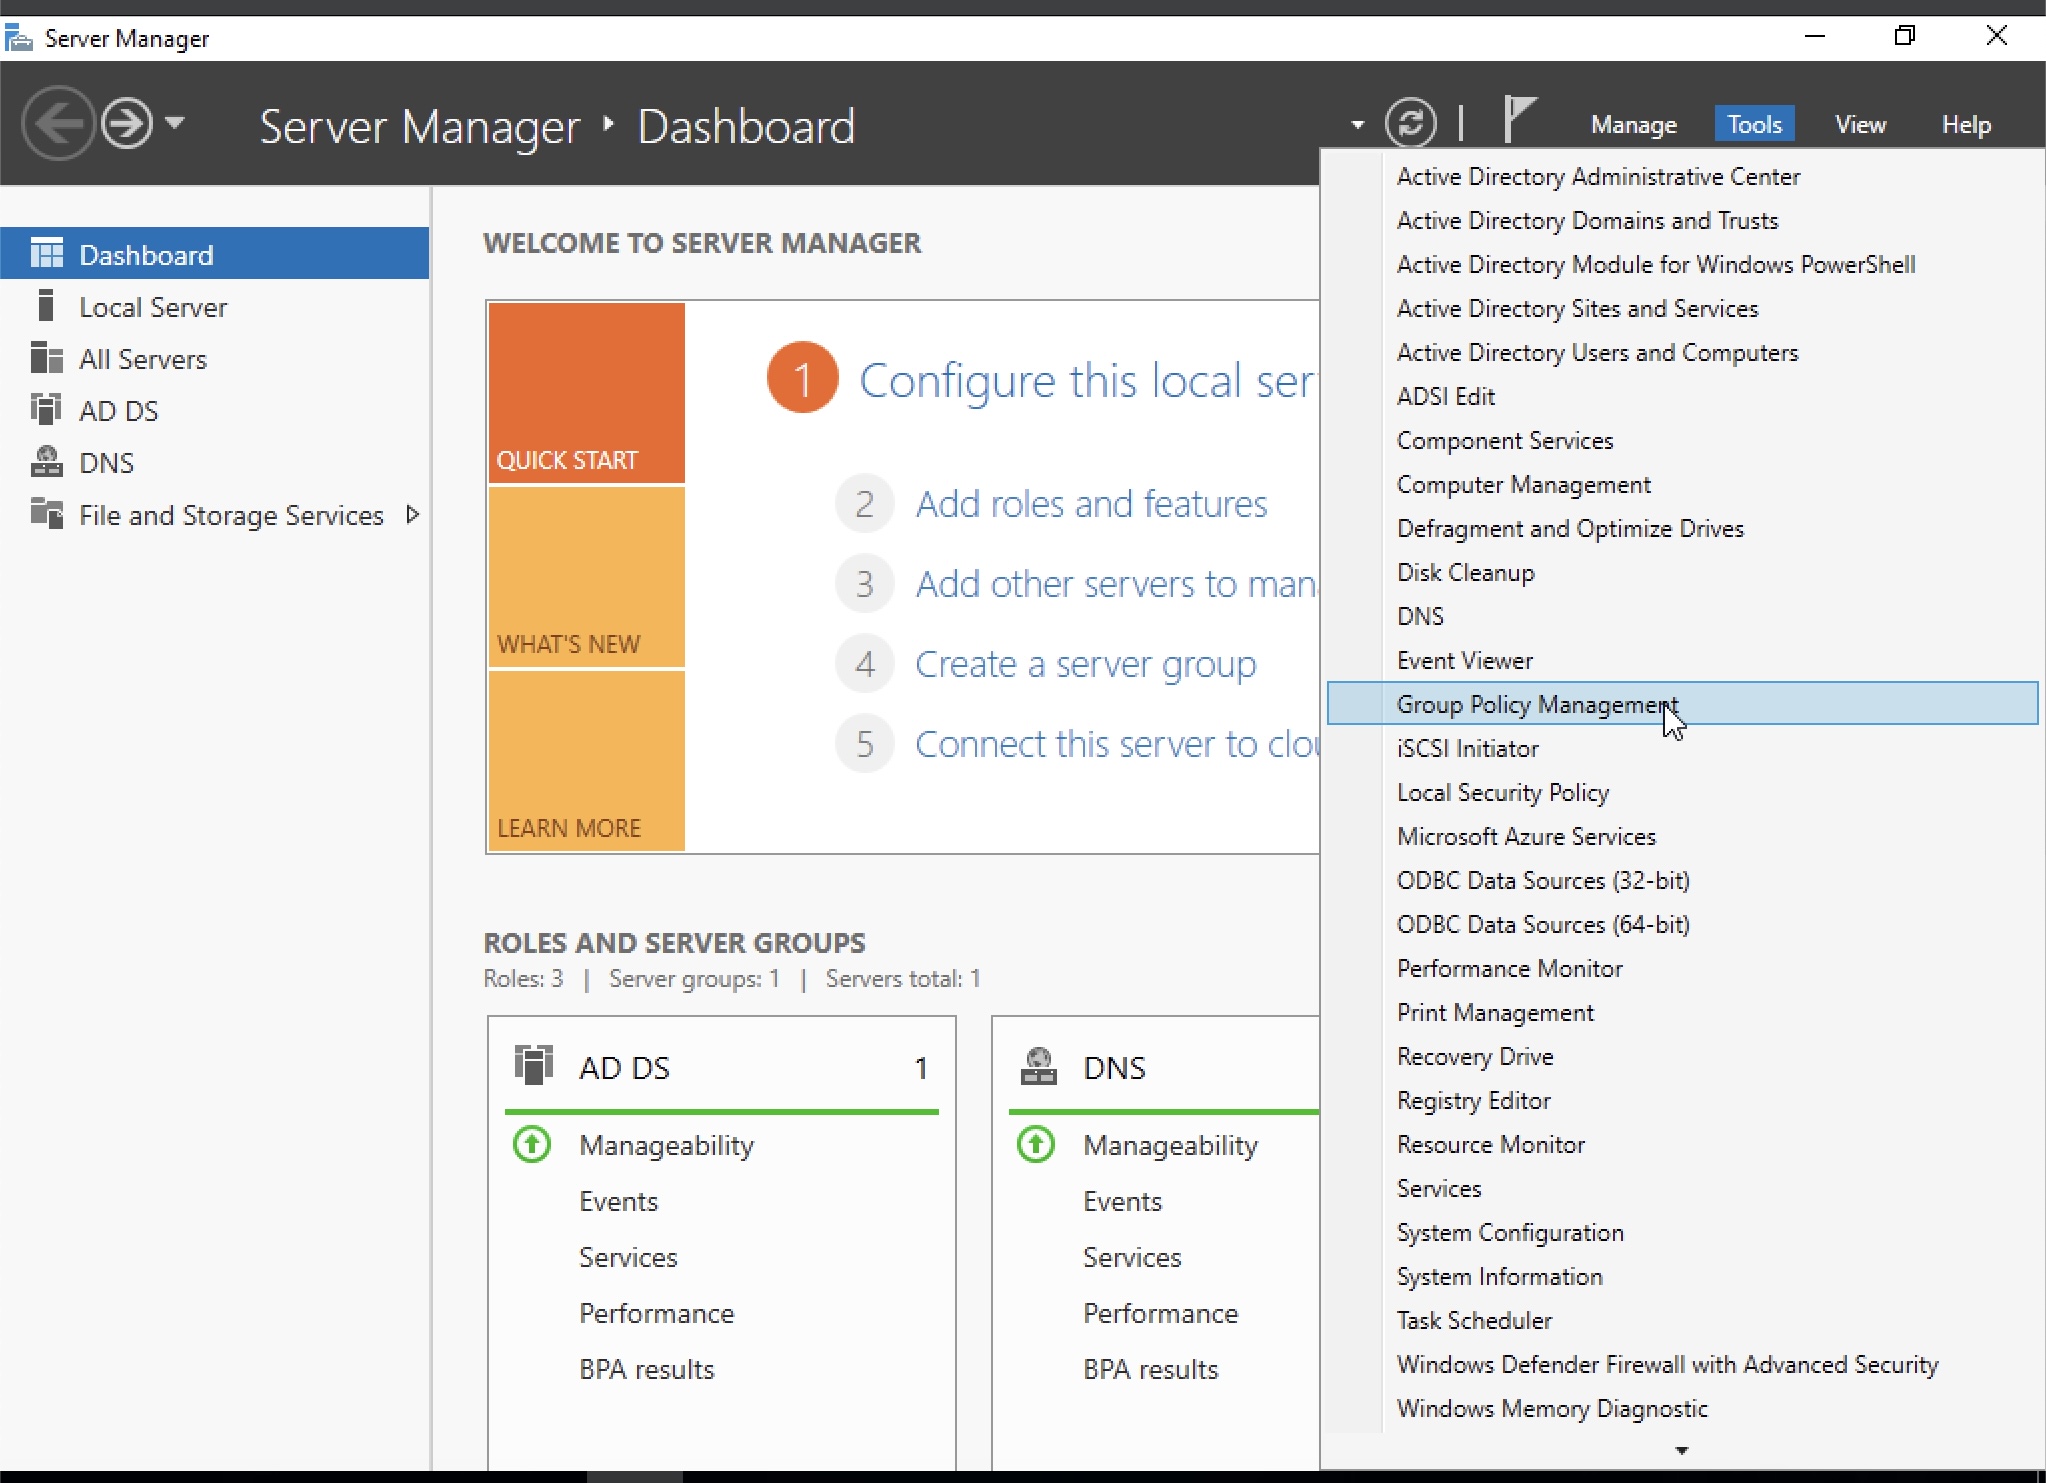 Server Manager
Server Manager
Dashboard
Manage
Tools
View
Help
Dashboard
Local Server
All Servers
AD DS
DNS
File and Storage Services
WELCOME TO SERVER MANAGER
QUICK START
WHAT'S NEW
LEARN MORE
1 Configure this local ser
2 Add roles and features
3 Add other servers to man
4 Create a server group
5 Connect this server to clou
ROLES AND SERVER GROUPS
Roles: 3 | Server groups: 1 | Servers total: 1
AD DS 1
Manageability
Events
Services
Performance
BPA results
DNS
Manageability
Events
Services
Performance
BPA results
Active Directory Administrative Center
Active Directory Domains and Trusts
Active Directory Module for Windows PowerShell
Active Directory Sites and Services
Active Directory Users and Computers
ADSI Edit
Component Services
Computer Management
Defragment and Optimize Drives
Disk Cleanup
DNS
Event Viewer
Group Policy Management
iSCSI Initiator
Local Security Policy
Microsoft Azure Services
ODBC Data Sources (32-bit)
ODBC Data Sources (64-bit)
Performance Monitor
Print Management
Recovery Drive
Registry Editor
Resource Monitor
Services
System Configuration
System Information
Task Scheduler
Windows Defender Firewall with Advanced Security
Windows Memory Diagnostic